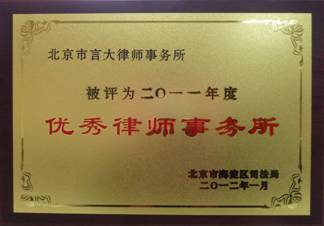 北京市言大律师事务所
被评为二〇一一年度
优秀律师事务所
北京市海淀区司法局
二〇一二年一月